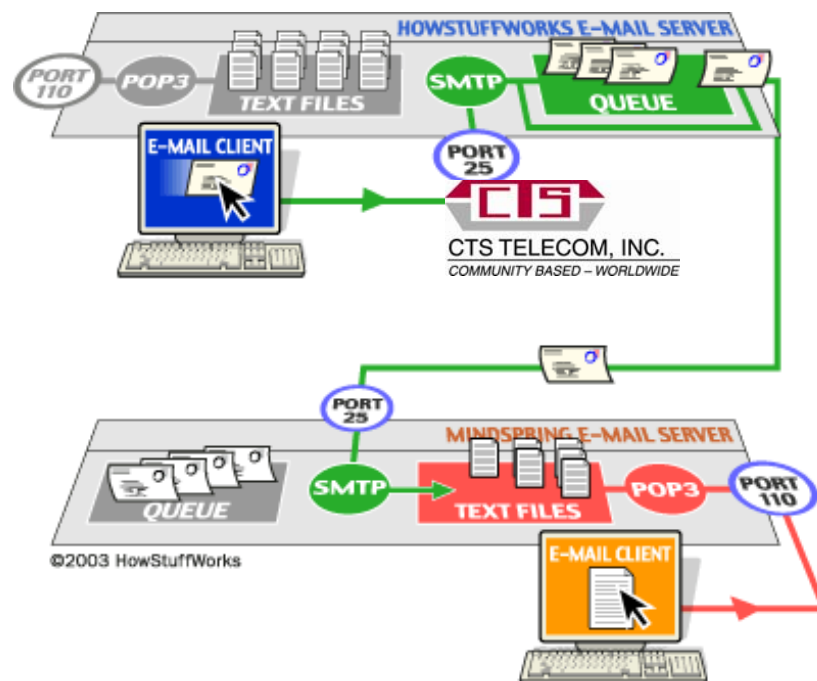 HOWSTUFFWORKS E-MAIL SERVER
PORT
110
POP3
TEXT FILES
SMTP
QUEUE
E-MAIL CLIENT
PORT
25
CTS
CTS TELECOM, INC.
COMMUNITY BASED – WORLDWIDE
PORT
25
MINDSPRING E-MAIL SERVER
QUEUE
SMTP
TEXT FILES
POP3
PORT
110
©2003 HowStuffWorks
E-MAIL CLIENT